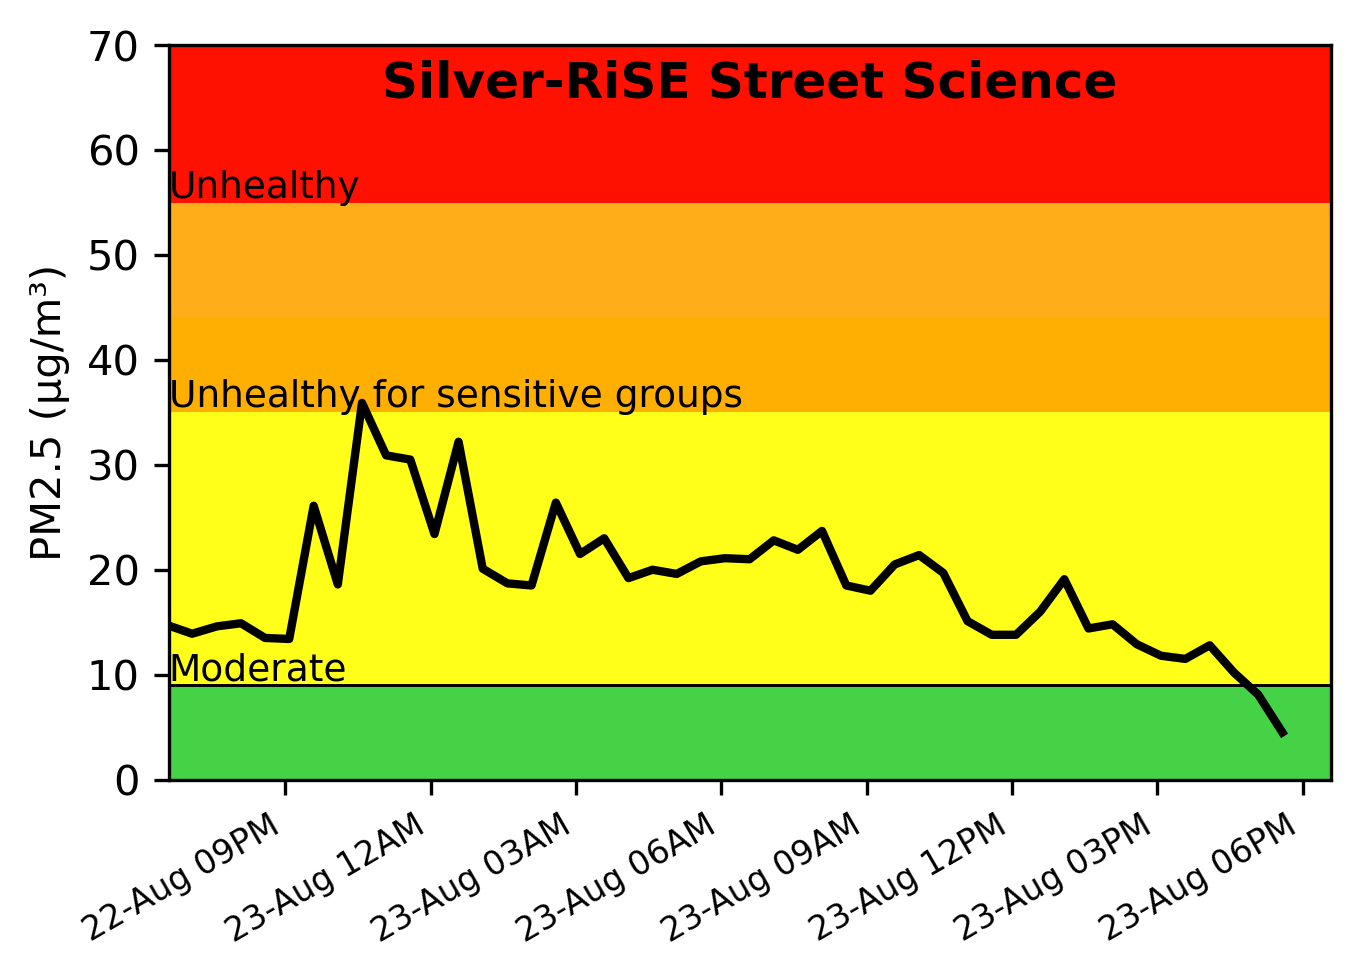 Silver-RiSE Street Science
70
60
50
40
30
20
10
0
PM2.5 (µg/m³)
Unhealthy
Unhealthy for sensitive groups
Moderate
22-Aug 09PM
23-Aug 12AM
23-Aug 03AM
23-Aug 06AM
23-Aug 09AM
23-Aug 12PM
23-Aug 03PM
23-Aug 06PM